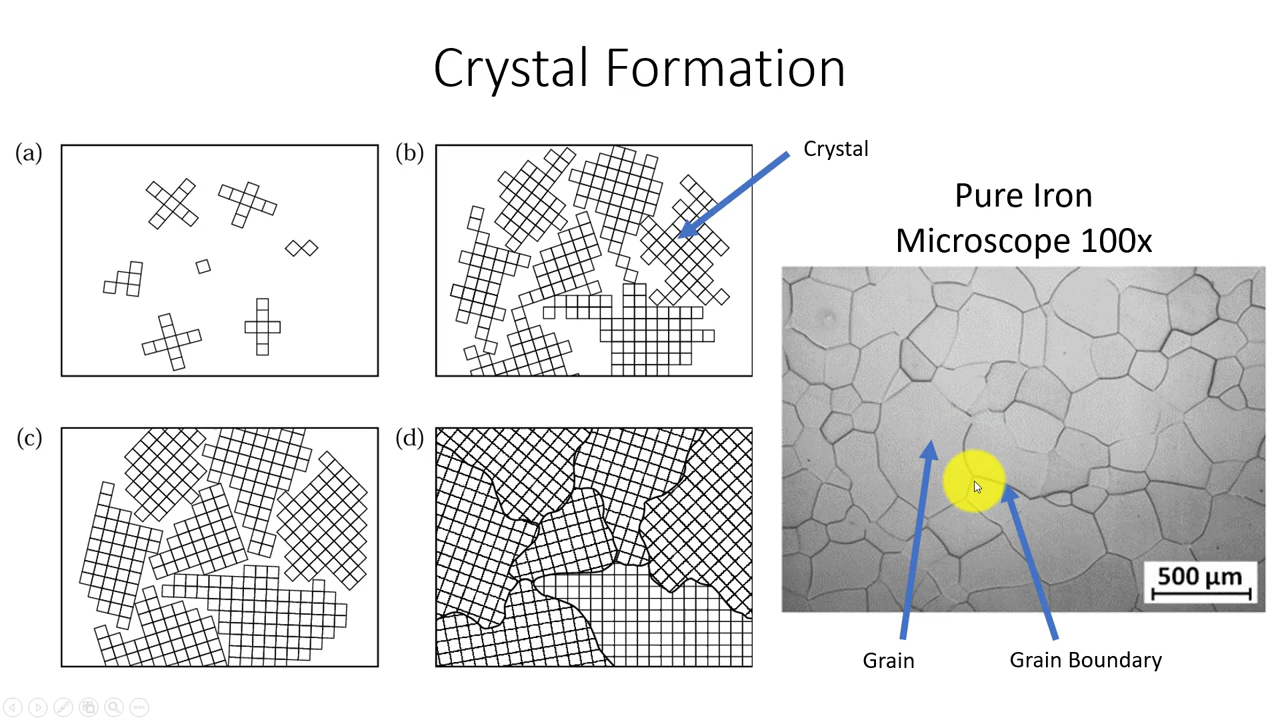 Crystal Formation
(a)
(b)
Crystal
Pure Iron
Microscope 100x
(c)
(d)
500 µm
Grain
Grain Boundary